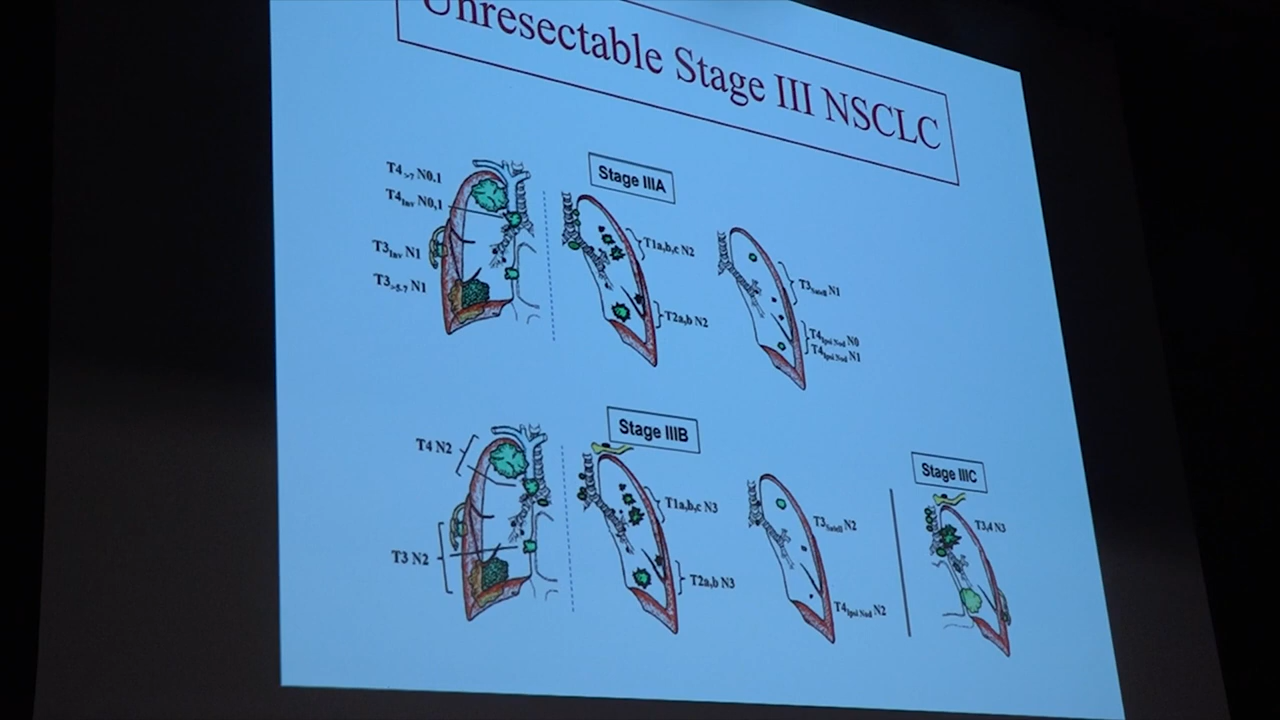 Unresectable Stage III NSCLC
Stage IIIA
T4>7 N0,1
T4Inv N0,1
T3Inv N1
T3>5-7 N1
T1a,b,c N2
T2a,b N2
T3Satell N1
T4Ipsi Nod N0
T4Ipsi Nod N1
Stage IIIB
T4 N2
T3 N2
T1a,b,c N3
T2a,b N3
T3Satell N2
T4Ipsi Nod N2
Stage IIIC
T3,4 N3